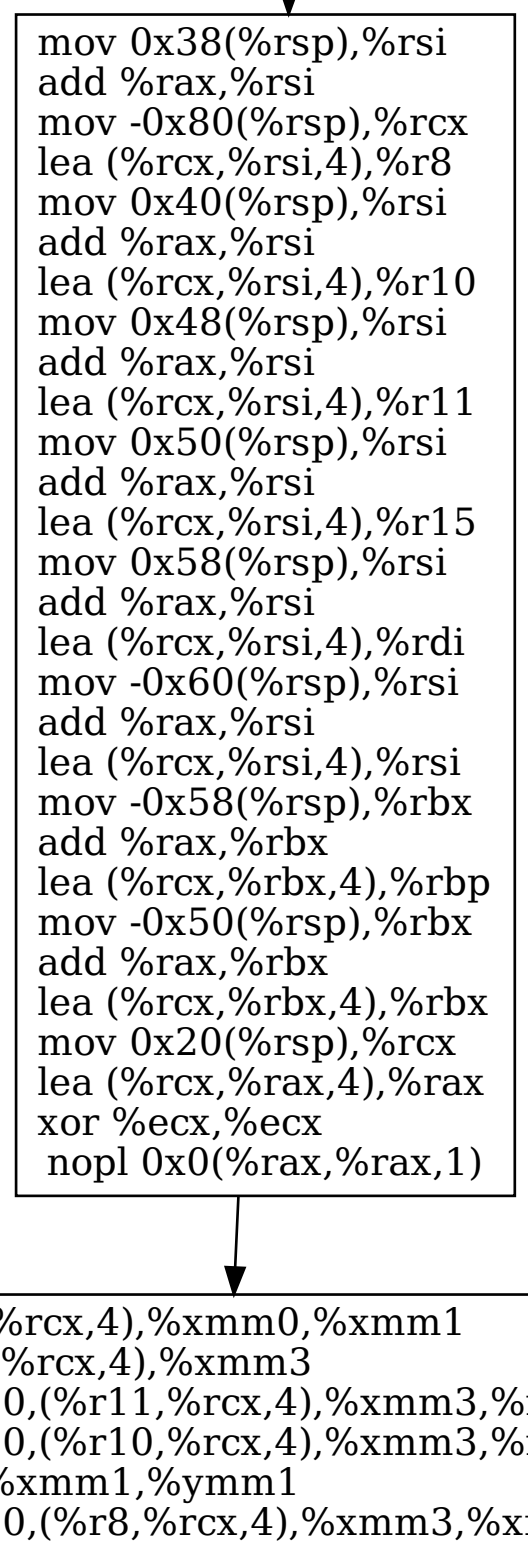 mov 0x38(%rsp),%rsi
add %rax,%rsi
mov -0x80(%rsp),%rcx
lea (%rcx,%rsi,4),%r8
mov 0x40(%rsp),%rsi
add %rax,%rsi
lea (%rcx,%rsi,4),%r10
mov 0x48(%rsp),%rsi
add %rax,%rsi
lea (%rcx,%rsi,4),%r11
mov 0x50(%rsp),%rsi
add %rax,%rsi
lea (%rcx,%rsi,4),%r15
mov 0x58(%rsp),%rsi
add %rax,%rsi
lea (%rcx,%rsi,4),%rdi
mov -0x60(%rsp),%rsi
add %rax,%rsi
lea (%rcx,%rsi,4),%rsi
mov -0x58(%rsp),%rbx
add %rax,%rbx
lea (%rcx,%rbx,4),%rbp
mov -0x50(%rsp),%rbx
add %rax,%rbx
lea (%rcx,%rbx,4),%rbx
mov 0x20(%rsp),%rcx
lea (%rcx,%rax,4),%rax
xor %ecx,%ecx
nopl 0x0(%rax,%rax,1)
%rcx,4),%xmm0,%xmm1
%rcx,4),%xmm3
0,(%r11,%rcx,4),%xmm3,%
0,(%r10,%rcx,4),%xmm3,%
%xmm1,%ymm1
0,(%r8,%rcx,4),%xmm3,%x